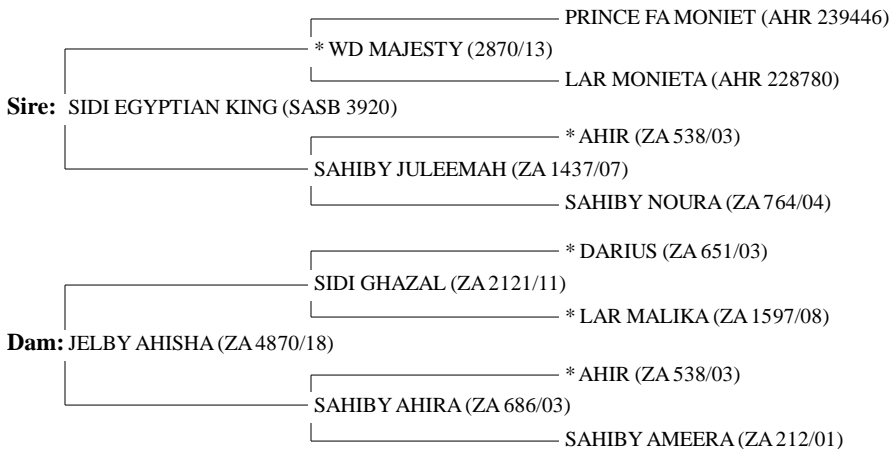 PRINCE FA MONIET (AHR 239446)
* WD MAJESTY (2870/13)
LAR MONIETA (AHR 228780)
Sire: SIDI EGYPTIAN KING (SASB 3920)
* AHIR (ZA 538/03)
SAHIBY JULEEMAH (ZA 1437/07)
SAHIBY NOURA (ZA 764/04)
* DARIUS (ZA 651/03)
SIDI GHAZAL (ZA 2121/11)
* LAR MALIKA (ZA 1597/08)
Dam: JELBY AHISHA (ZA 4870/18)
* AHIR (ZA 538/03)
SAHIBY AHIRA (ZA 686/03)
SAHIBY AMEERA (ZA 212/01)